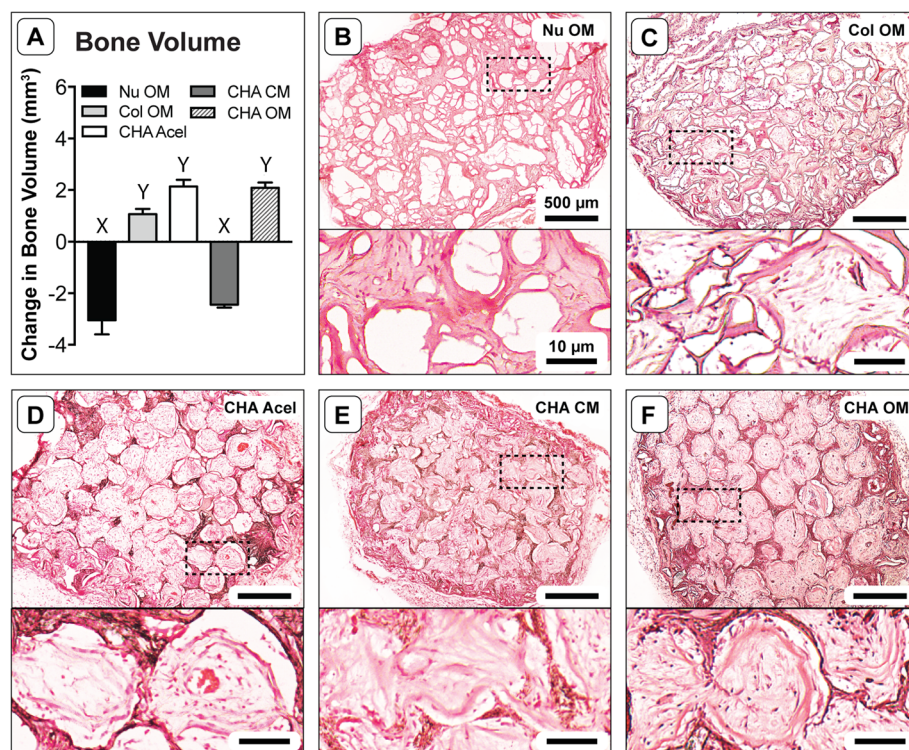 A Bone Volume
Change in Bone Volume (mm³)
6
4
2
0
-2
-4
Nu OM
Col OM
CHA Acel
CHA CM
CHA OM
X
Y
Y
X
Y
B
Nu OM
500 µm
10 µm
C
Col OM
D
CHA Acel
E
CHA CM
F
CHA OM